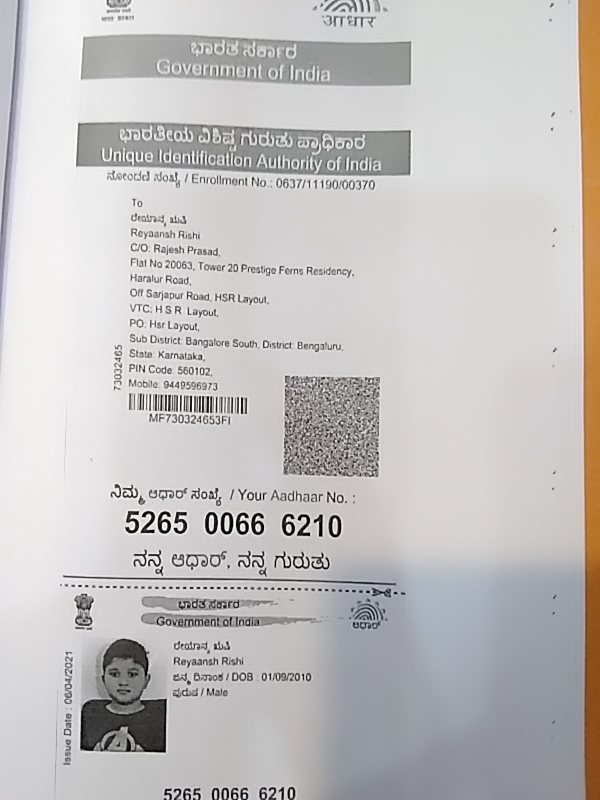 आधार
ಭಾರತ ಸರ್ಕಾರ
Government of India
ಭಾರತೀಯ ವಿಶಿಷ್ಟ ಗುರುತು ಪ್ರಾಧಿಕಾರ
Unique Identification Authority of India
ನೋಂದಣಿ ಸಂಖ್ಯೆ / Enrollment No.: 0637/11190/00370
To
ರೇಯಾನ್ಶ ಋಷಿ
Reyaansh Rishi
C/O: Rajesh Prasad,
Flat No 20063, Tower 20 Prestige Ferns Residency,
Haralur Road,
Off Sarjapur Road, HSR Layout,
VTC: H S R Layout,
PO: Hsr Layout,
Sub District: Bangalore South, District: Bengaluru,
State: Karnataka,
PIN Code: 560102,
Mobile: 9449596973
73032465
MF730324653FI
ನಿಮ್ಮ ಆಧಾರ್ ಸಂಖ್ಯೆ / Your Aadhaar No. :
5265 0066 6210
ನನ್ನ ಆಧಾರ್, ನನ್ನ ಗುರುತು
ಭಾರತ ಸರ್ಕಾರ
Government of India
ಆಧಾರ್
Issue Date : 06/04/2021
ರೇಯಾನ್ಶ ಋಷಿ
Reyaansh Rishi
ಜನ್ಮ ದಿನಾಂಕ / DOB : 01/09/2010
ಪುರುಷ / Male
5265 0066 6210